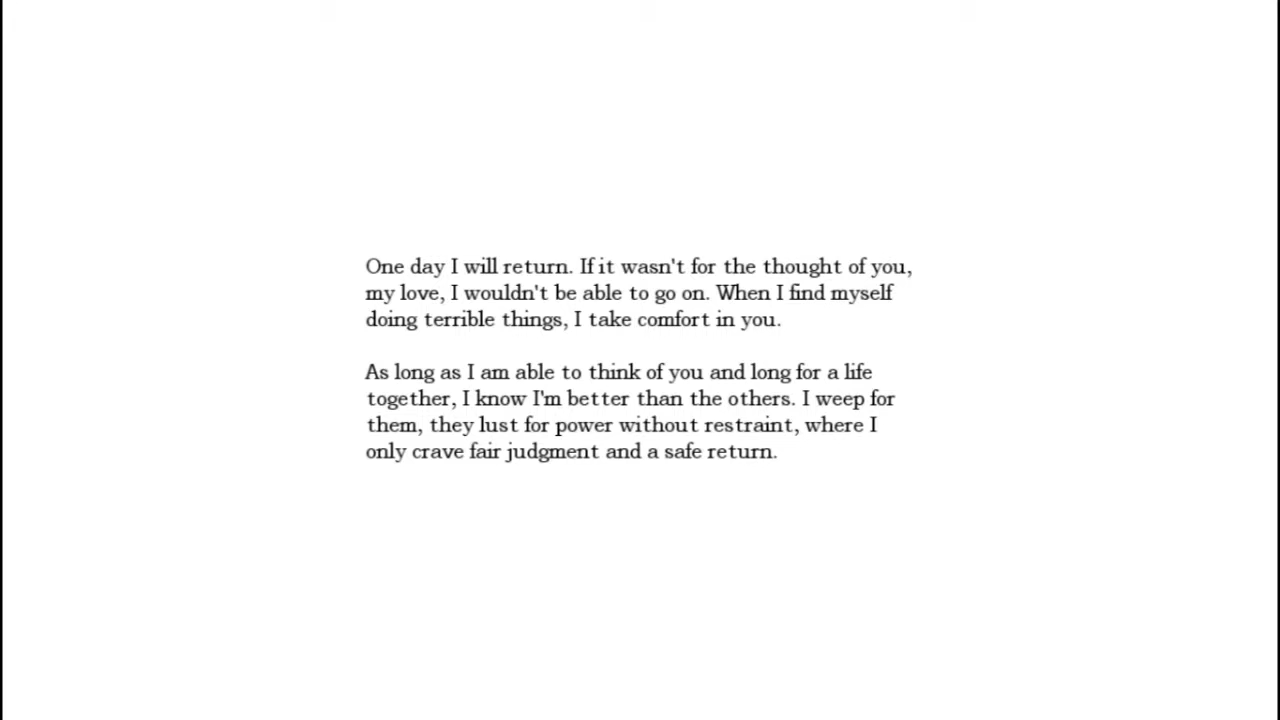 One day I will return. If it wasn't for the thought of you,
my love, I wouldn't be able to go on. When I find myself
doing terrible things, I take comfort in you.
As long as I am able to think of you and long for a life
together, I know I'm better than the others. I weep for
them, they lust for power without restraint, where I
only crave fair judgment and a safe return.